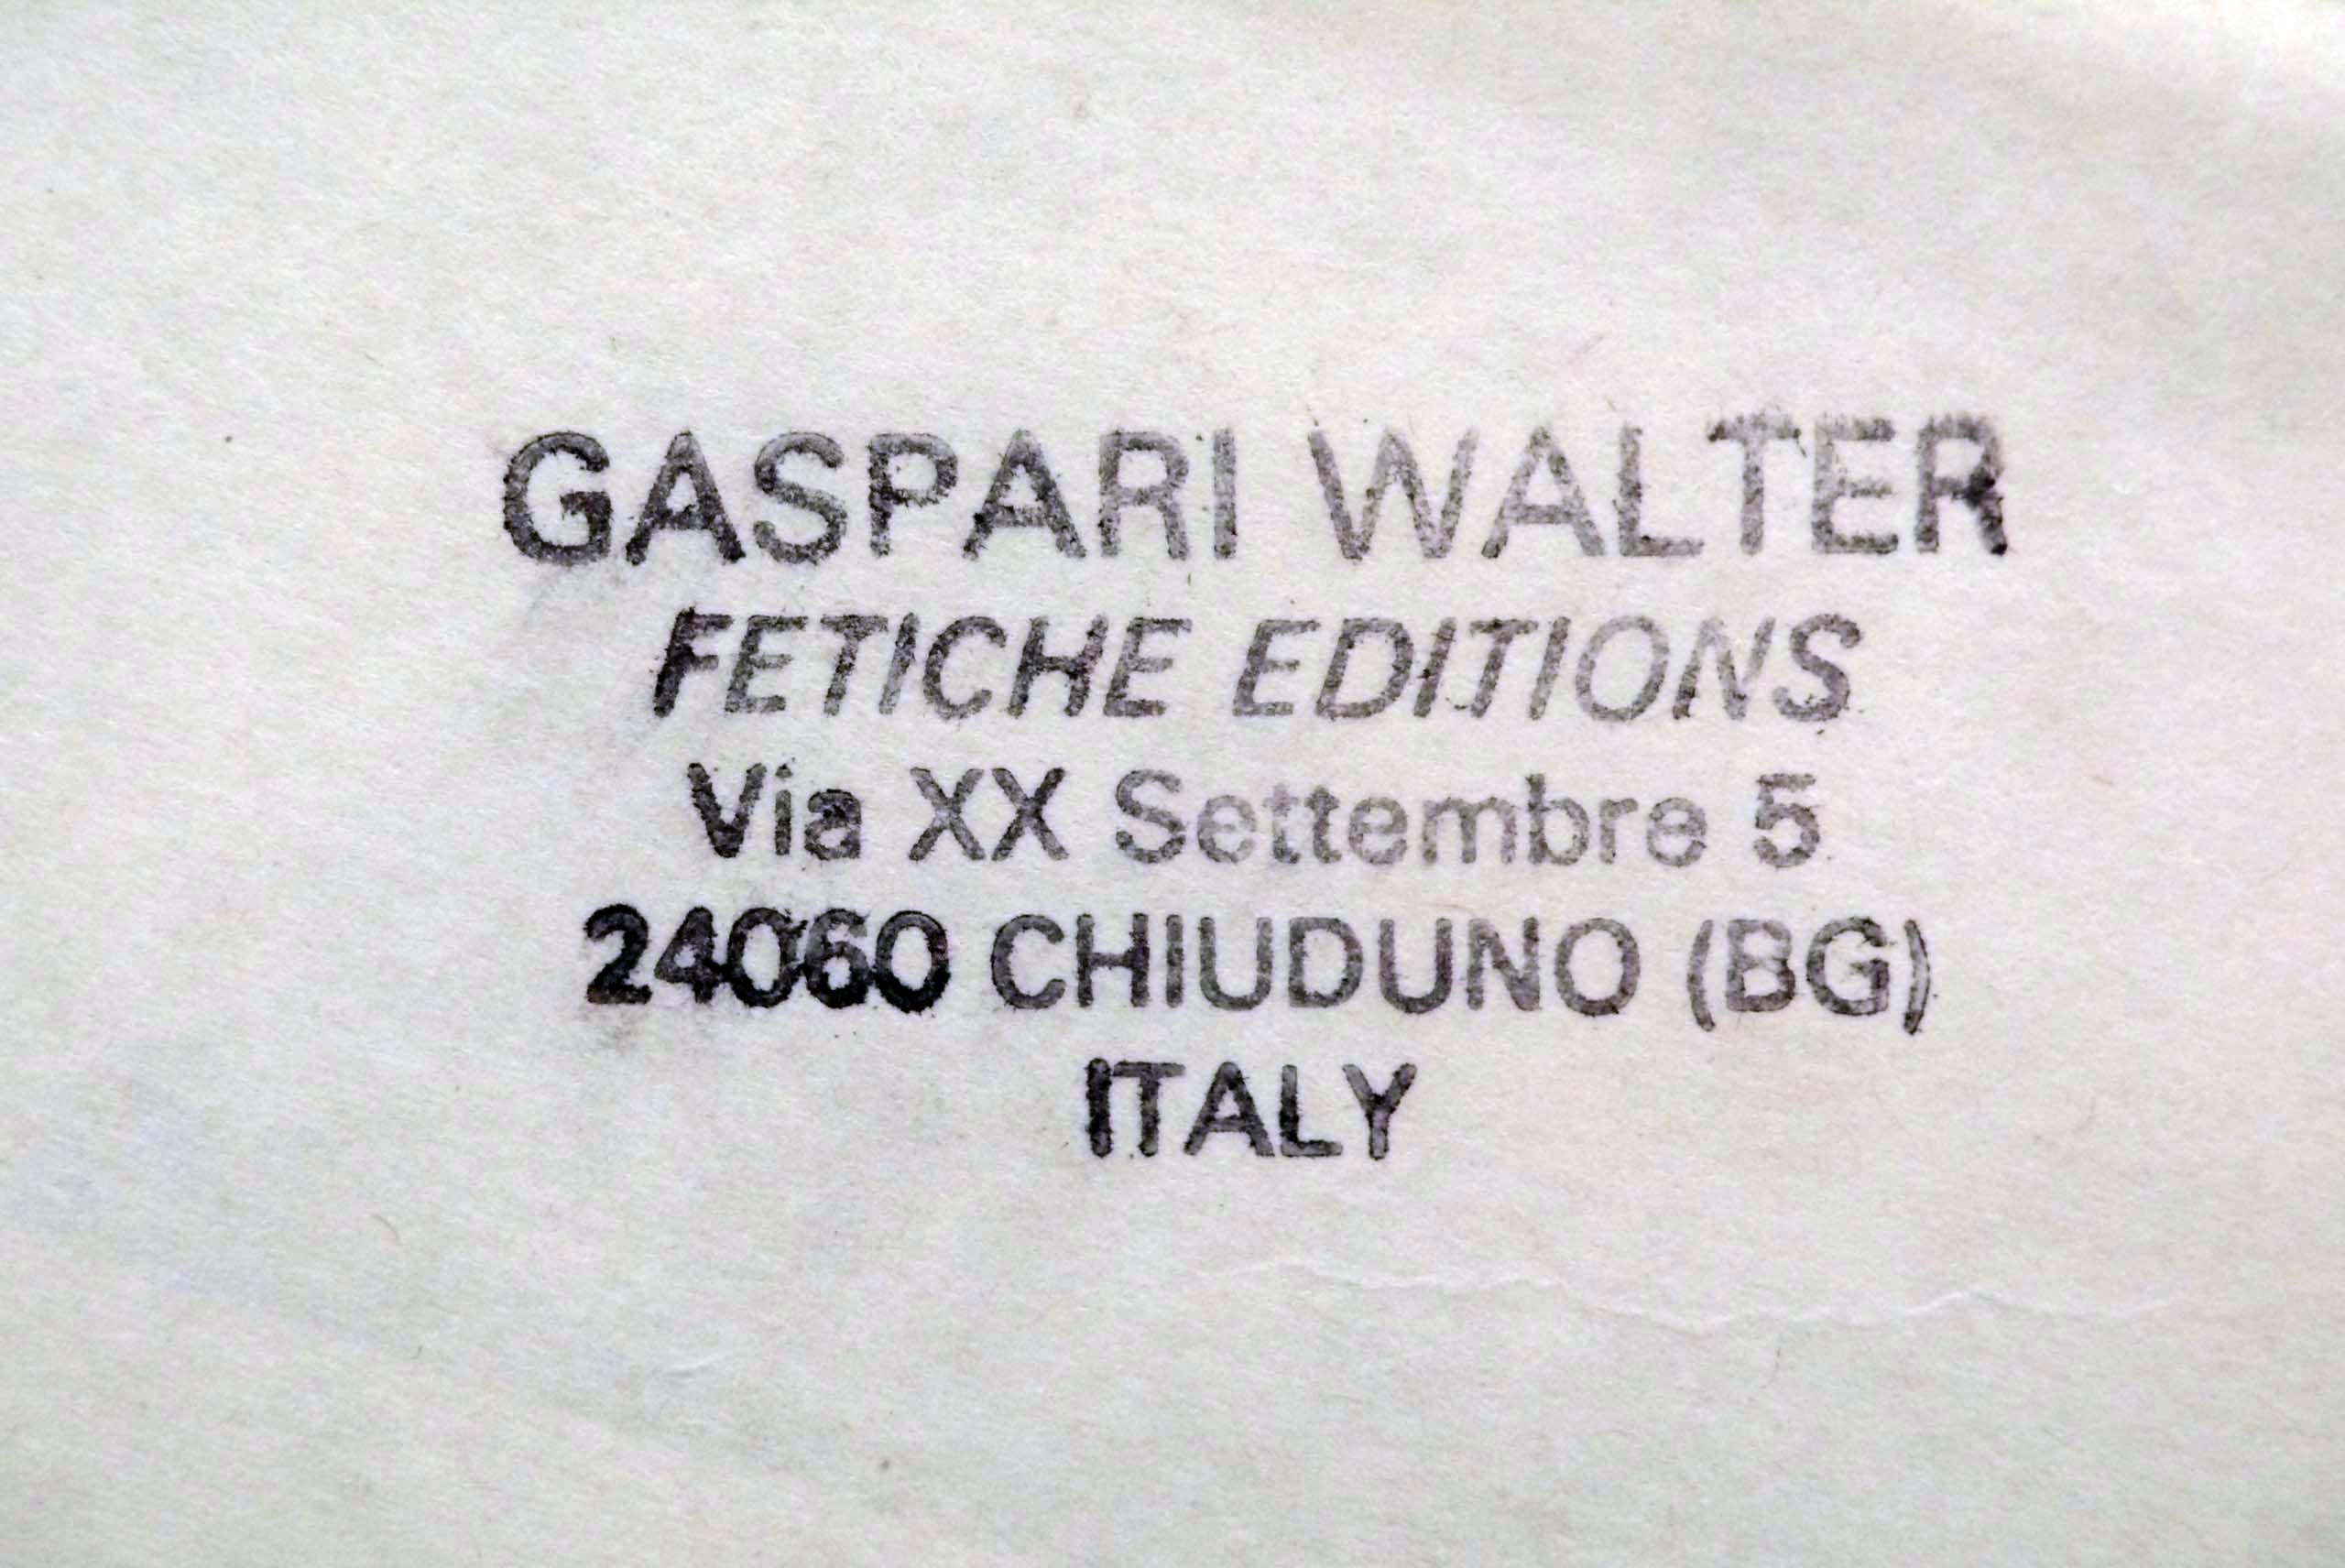 GASPARI WALTER
FETICHE EDITIONS
Via XX Settembre 5
24060 CHIUDUNO (BG)
ITALY